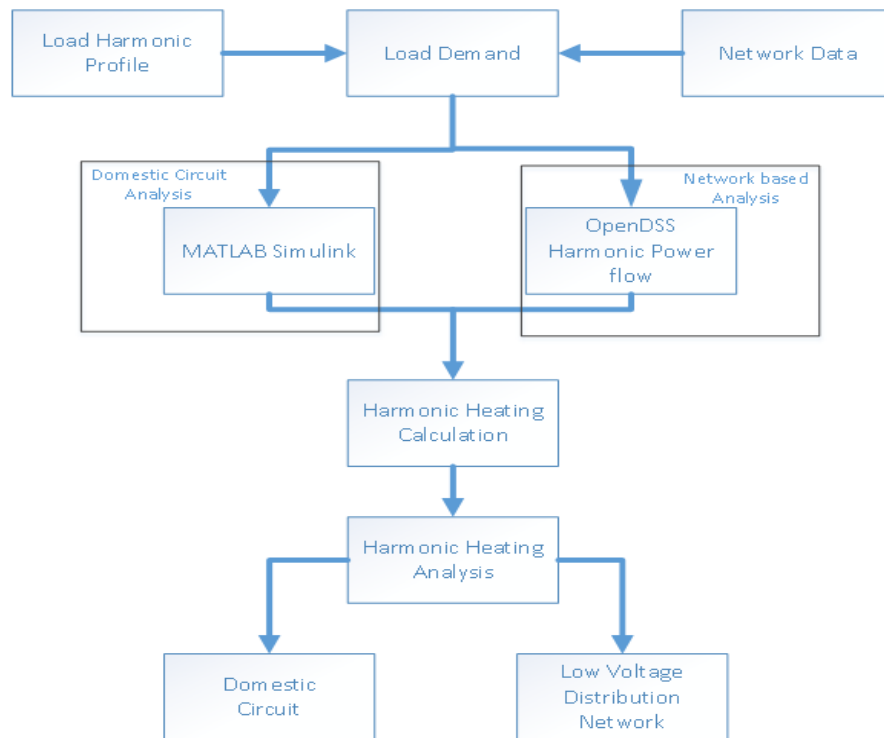 Load Harmonic
Profile
Load Demand
Network Data
Domestic Circuit
Analysis
MATLAB Simulink
Network based
Analysis
OpenDSS
Harmonic Power
flow
Harmonic Heating
Calculation
Harmonic Heating
Analysis
Domestic
Circuit
Low Voltage
Distribution
Network